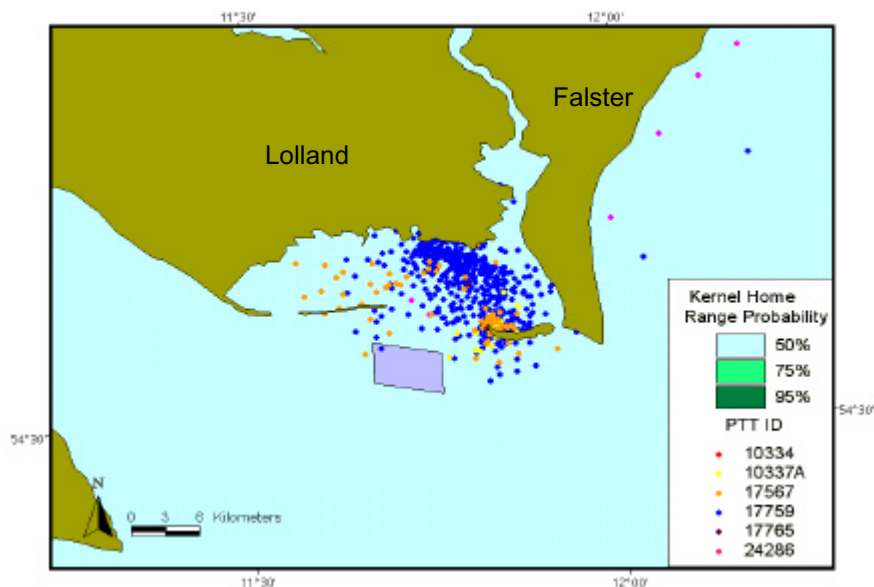 11°30'
12°00'
Falster
Lolland
Kernel Home
Range Probability
50%
75%
95%
PTT ID
10334
10337A
17567
17759
17765
24286
54°30'
54°30'
N
0 3 6 Kilometers
11°30'
12°00'